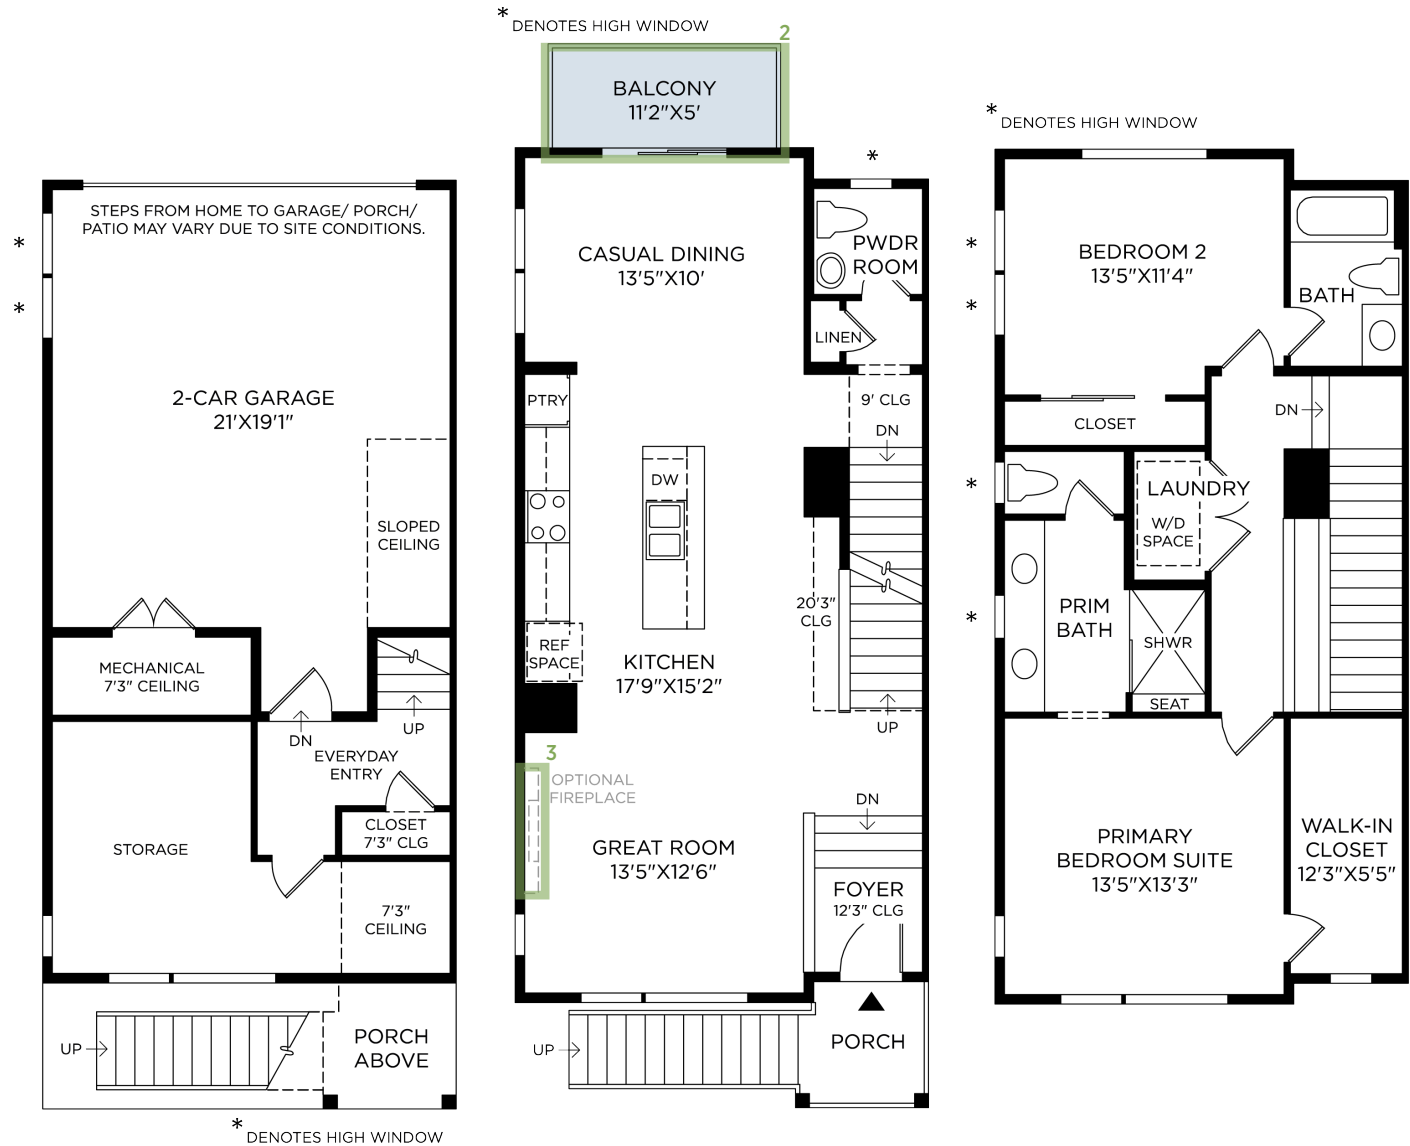 STEPS FROM HOME TO GARAGE/ PORCH/
PATIO MAY VARY DUE TO SITE CONDITIONS.
*
*
2-CAR GARAGE
21'X19'1"
SLOPED
CEILING
MECHANICAL
7'3" CEILING
DN
UP
EVERYDAY
ENTRY
CLOSET
7'3" CLG
STORAGE
7'3"
CEILING
UP
PORCH
ABOVE
* DENOTES HIGH WINDOW
* DENOTES HIGH WINDOW
2
BALCONY
11'2"X5'
*
CASUAL DINING
13'5"X10'
PWDR
ROOM
LINEN
PTRY
9' CLG
DN
DW
20'3"
CLG
REF
SPACE
KITCHEN
17'9"X15'2"
UP
3
OPTIONAL
FIREPLACE
DN
GREAT ROOM
13'5"X12'6"
FOYER
12'3" CLG
UP
PORCH
* DENOTES HIGH WINDOW
*
*
BEDROOM 2
13'5"X11'4"
BATH
DN
CLOSET
*
LAUNDRY
W/D
SPACE
*
PRIM
BATH
SHWR
SEAT
PRIMARY
BEDROOM SUITE
13'5"X13'3"
WALK-IN
CLOSET
12'3"X5'5"